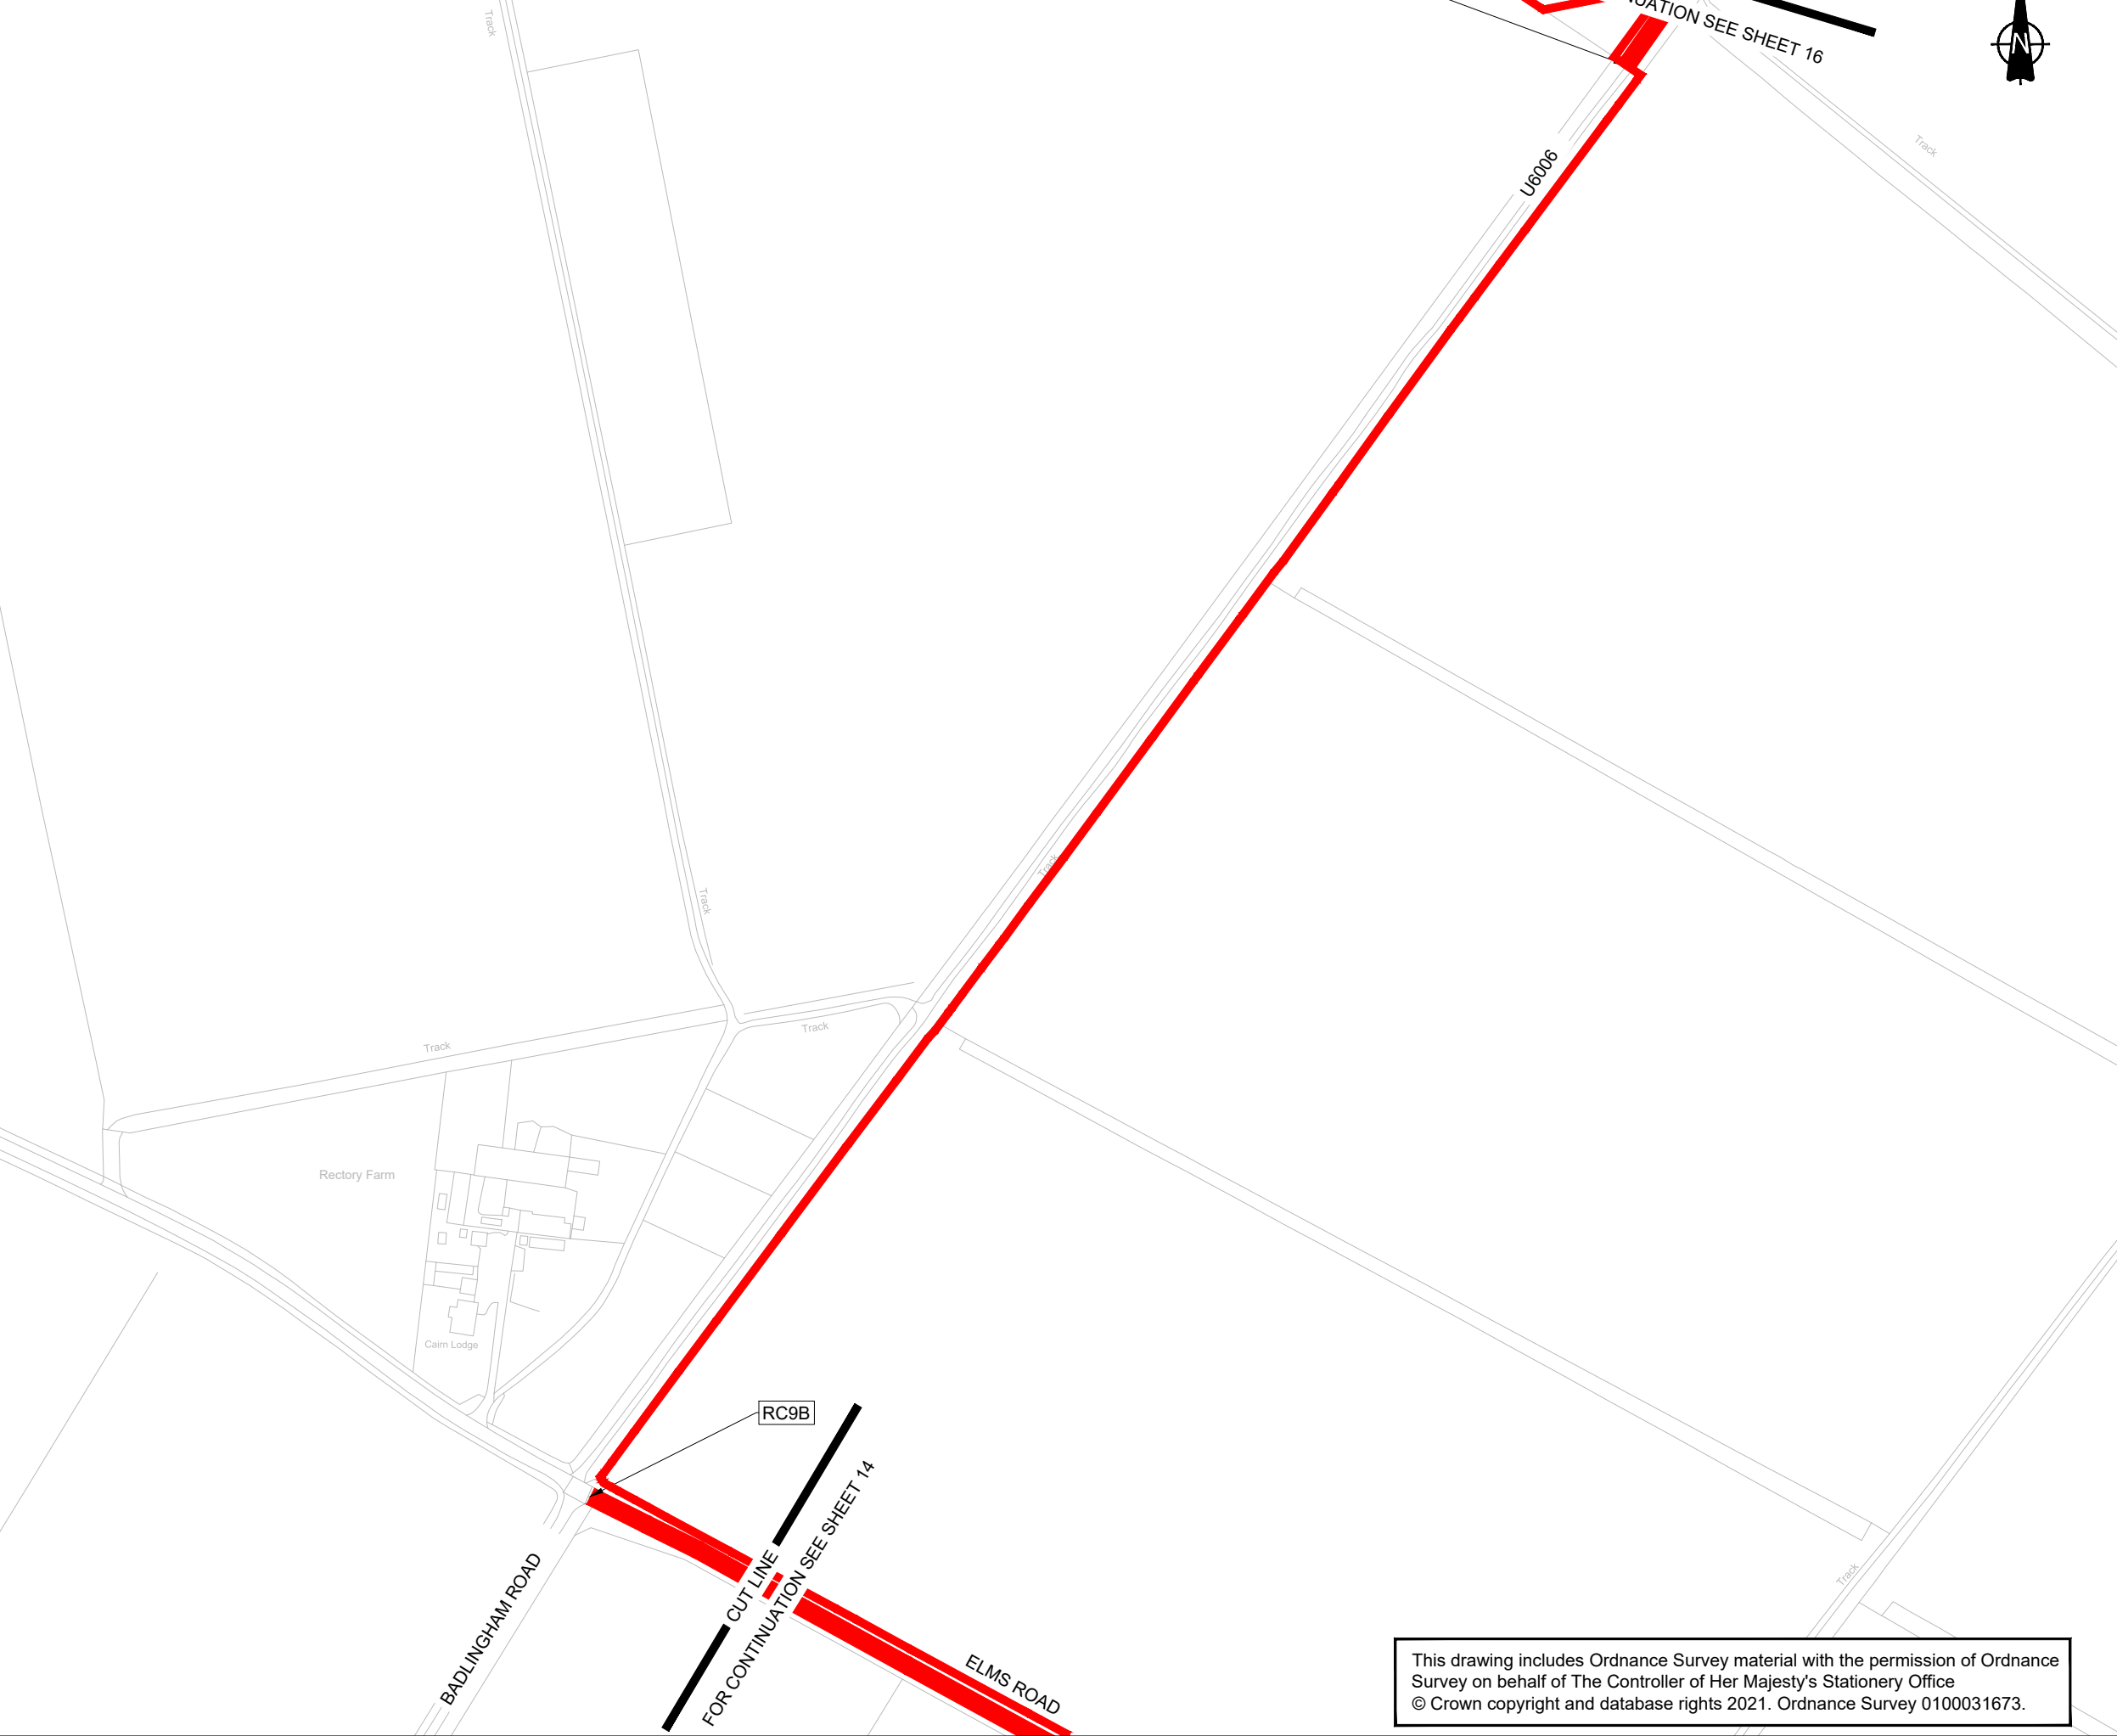 Track
UATION SEE SHEET 16
N
Track
U6006
Track
Track
Track
Track
Rectory Farm
Cairn Lodge
RC9B
CUT LINE
FOR CONTINUATION SEE SHEET 14
BADLINGHAM ROAD
ELMS ROAD
Track
This drawing includes Ordnance Survey material with the permission of Ordnance
Survey on behalf of The Controller of Her Majesty's Stationery Office
© Crown copyright and database rights 2021. Ordnance Survey 0100031673.